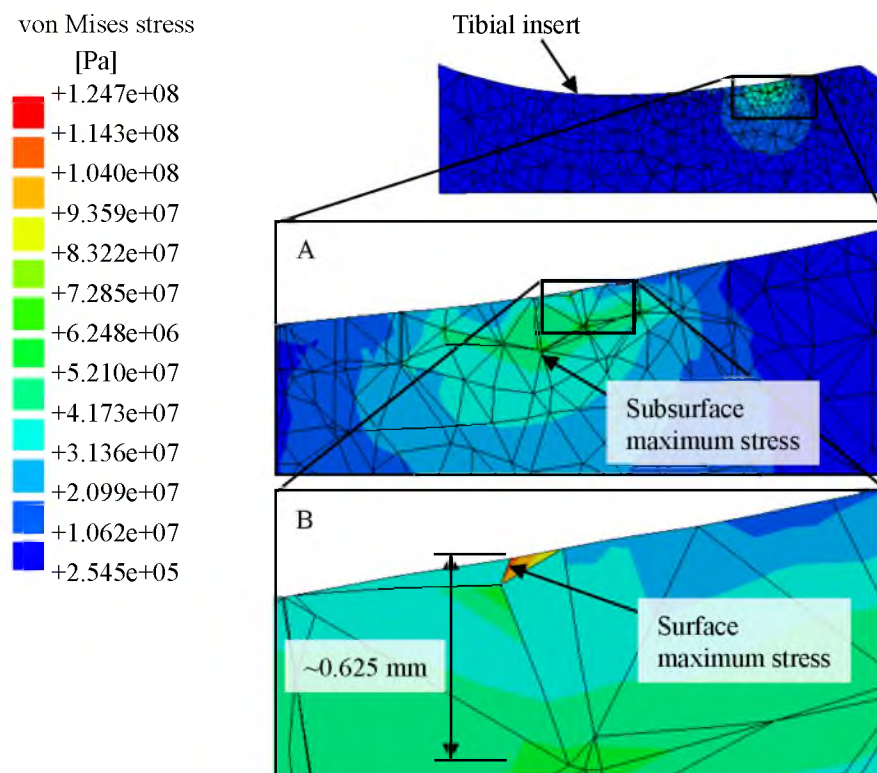 von Mises stress
[Pa]
+1.247e+08
+1.143e+08
+1.040e+08
+9.359e+07
+8.322e+07
+7.285e+07
+6.248e+06
+5.210e+07
+4.173e+07
+3.136e+07
+2.099e+07
+1.062e+07
+2.545e+05
Tibial insert
A
Subsurface
maximum stress
B
Surface
maximum stress
~0.625 mm